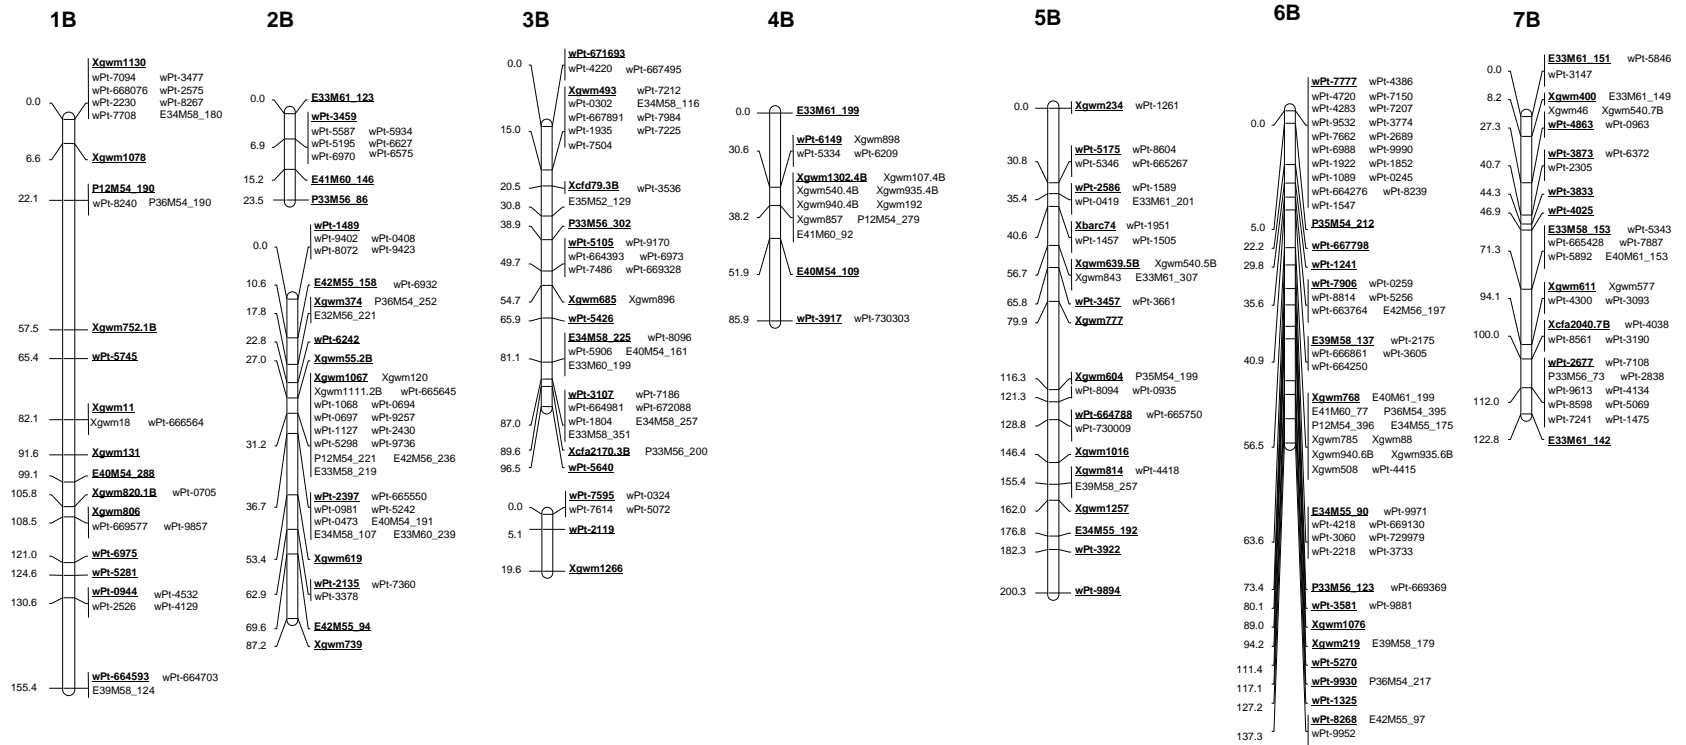 1B
Xgwm1130
wPt-7094 wPt-3477
wPt-668076 wPt-2575
0.0 wPt-2230 wPt-8267
wPt-7708 E34M58_180
6.6 Xgwm1078
P12M54_190
22.1 wPt-8240 P36M54_190
57.5 Xgwm752.1B
65.4 wPt-5745
Xgwm11
82.1 Xgwm18 wPt-666564
91.6 Xgwm131
99.1 E40M54_288
105.8 Xgwm820.1B wPt-0705
Xgwm806
108.5 wPt-669577 wPt-9857
121.0 wPt-6975
124.6 wPt-5281
wPt-0944 wPt-4532
130.6 wPt-2526 wPt-4129
wPt-664593 wPt-664703
155.4 E39M58_124
2B
0.0 E33M61_123
wPt-3459
wPt-5587 wPt-5934
6.9 wPt-5195 wPt-6627
wPt-6970 wPt-6575
15.2 E41M60_146
23.5 P33M56_86
wPt-1489
wPt-9402 wPt-0408
0.0 wPt-8072 wPt-9423
10.6 E42M55_158 wPt-6932
Xgwm374 P36M54_252
17.8 E32M56_221
22.8 wPt-6242
27.0 Xgwm55.2B
Xgwm1067 Xgwm120
Xgwm1111.2B wPt-665645
wPt-1068 wPt-0694
wPt-0697 wPt-9257
wPt-1127 wPt-2430
31.2 wPt-5298 wPt-9736
P12M54_221 E42M56_236
E33M58_219
wPt-2397 wPt-665550
36.7 wPt-0981 wPt-5242
wPt-0473 E40M54_191
E34M58_107 E33M60_239
53.4 Xgwm619
wPt-2135 wPt-7360
62.9 wPt-3378
69.6 E42M55_94
87.2 Xgwm739
3B
wPt-671693
0.0 wPt-4220 wPt-667495
Xgwm493 wPt-7212
wPt-0302 E34M58_116
wPt-667891 wPt-7984
15.0 wPt-1935 wPt-7225
wPt-7504
20.5 Xcfd79.3B wPt-3536
30.8 E35M52_129
38.9 P33M56_302
wPt-5105 wPt-9170
49.7 wPt-664393 wPt-6973
wPt-7486 wPt-669328
54.7 Xgwm685 Xgwm896
65.9 wPt-5426
E34M58_225 wPt-8096
81.1 wPt-5906 E40M54_161
E33M60_199
wPt-3107 wPt-7186
wPt-664981 wPt-672088
87.0 wPt-1804 E34M58_257
E33M58_351
89.6 Xcfa2170.3B P33M56_200
96.5 wPt-5640
wPt-7595 wPt-0324
0.0 wPt-7614 wPt-5072
5.1 wPt-2119
19.6 Xgwm1266
4B
0.0 E33M61_199
wPt-6149 Xgwm898
30.6 wPt-5334 wPt-6209
Xgwm1302.4B Xgwm107.4B
Xgwm540.4B Xgwm935.4B
Xgwm940.4B Xgwm192
38.2 Xgwm857 P12M54_279
E41M60_92
51.9 E40M54_109
85.9 wPt-3917 wPt-730303
5B
0.0 Xgwm234 wPt-1261
wPt-5175 wPt-8604
30.8 wPt-5346 wPt-665267
wPt-2586 wPt-1589
35.4 wPt-0419 E33M61_201
Xbarc74 wPt-1951
40.6 wPt-1457 wPt-1505
Xgwm639.5B Xgwm540.5B
56.7 Xgwm843 E33M61_307
65.8 wPt-3457 wPt-3661
79.9 Xgwm777
116.3 Xgwm604 P35M54_199
121.3 wPt-8094 wPt-0935
wPt-664788 wPt-665750
128.8 wPt-730009
146.4 Xgwm1016
Xgwm814 wPt-4418
155.4 E39M58_257
162.0 Xgwm1257
176.8 E34M55_192
182.3 wPt-3922
200.3 wPt-9894
6B
wPt-7777 wPt-4386
wPt-4720 wPt-7150
wPt-4283 wPt-7207
0.0 wPt-9532 wPt-3774
wPt-7662 wPt-2689
wPt-6988 wPt-9990
wPt-1922 wPt-1852
wPt-1089 wPt-0245
wPt-664276 wPt-8239
wPt-1547
5.0 P35M54_212
22.2 wPt-667798
29.8 wPt-1241
wPt-7906 wPt-0259
36.6 wPt-8814 wPt-5256
wPt-663764 E42M56_197
E39M58_137 wPt-2175
40.9 wPt-666861 wPt-3605
wPt-664250
Xgwm768 E40M61_199
E41M60_77 P36M54_395
P12M54_396 E34M55_175
56.5 Xgwm785 Xgwm88
Xgwm940.6B Xgwm935.6B
Xgwm508 wPt-4415
E34M55_90 wPt-9971
wPt-4218 wPt-669130
63.6 wPt-3060 wPt-729979
wPt-2218 wPt-3733
73.4 P33M56_123 wPt-669369
80.1 wPt-3581 wPt-9881
89.0 Xgwm1076
94.2 Xgwm219 E39M58_179
111.4 wPt-5270
117.1 wPt-9930 P36M54_217
127.2 wPt-1325
wPt-8268 E42M55_97
137.3 wPt-9952
7B
E33M61_151 wPt-5846
0.0 wPt-3147
8.2 Xgwm400 E33M61_149
Xgwm46 Xgwm540.7B
27.3 wPt-4863 wPt-0963
wPt-3873 wPt-6372
40.7 wPt-2305
44.3 wPt-3833
46.9 wPt-4025
E33M58_153 wPt-5343
71.3 wPt-665428 wPt-7887
wPt-5892 E40M61_153
Xgwm611 Xgwm577
94.1 wPt-4300 wPt-3093
Xcfa2040.7B wPt-4038
100.0 wPt-8561 wPt-3190
wPt-2677 wPt-7108
P33M56_73 wPt-2838
wPt-9613 wPt-4134
112.0 wPt-8598 wPt-5069
wPt-7241 wPt-1475
122.8 E33M61_142